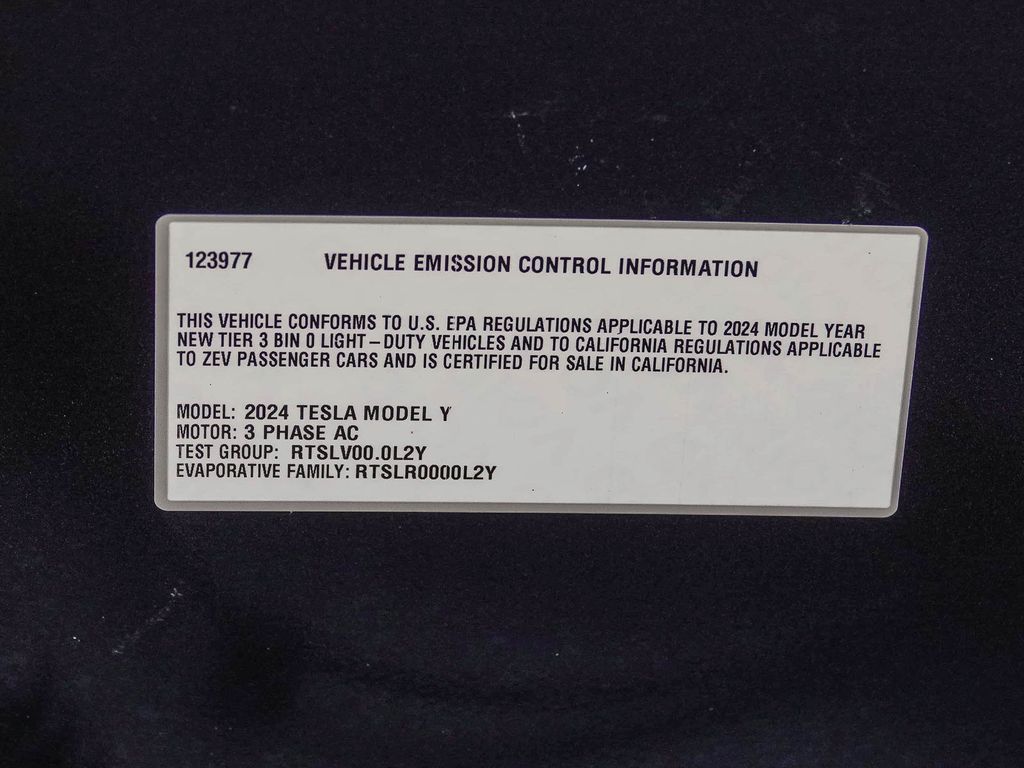 123977 VEHICLE EMISSION CONTROL INFORMATION
THIS VEHICLE CONFORMS TO U.S. EPA REGULATIONS APPLICABLE TO 2024 MODEL YEAR
NEW TIER 3 BIN 0 LIGHT–DUTY VEHICLES AND TO CALIFORNIA REGULATIONS APPLICABLE
TO ZEV PASSENGER CARS AND IS CERTIFIED FOR SALE IN CALIFORNIA.
MODEL: 2024 TESLA MODEL Y
MOTOR: 3 PHASE AC
TEST GROUP: RTSLV00.0L2Y
EVAPORATIVE FAMILY: RTSLR0000L2Y